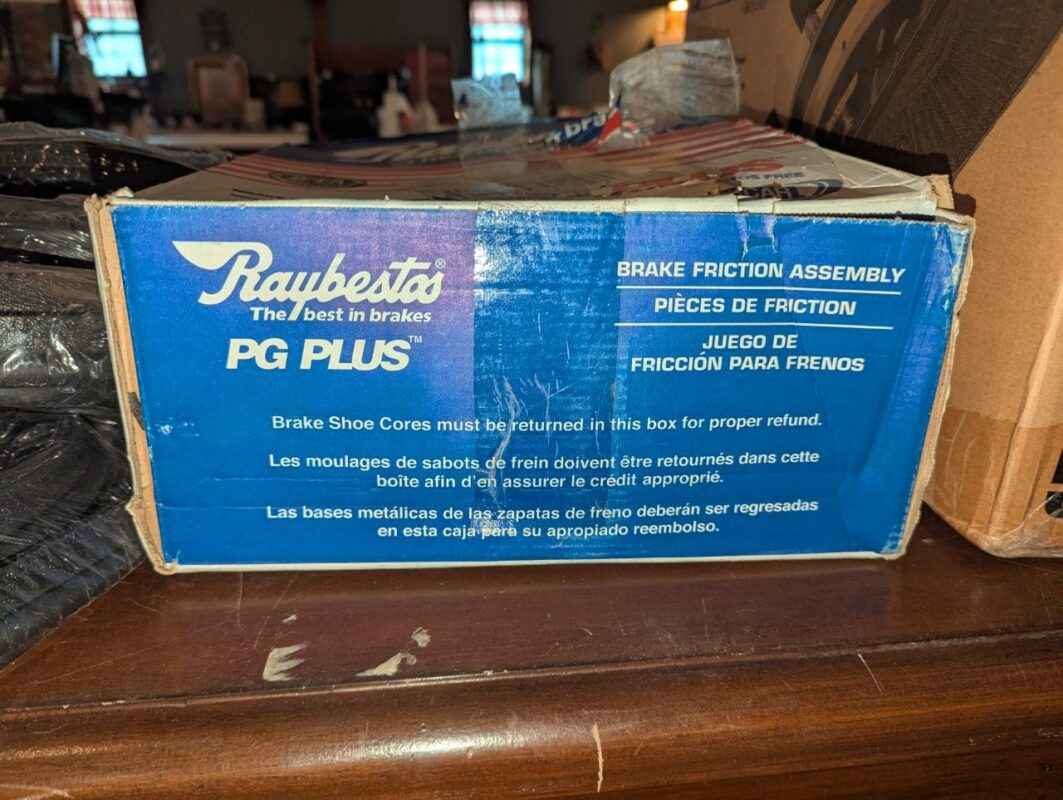 Raybestos®
The best in brakes
PG PLUS™
BRAKE FRICTION ASSEMBLY
PIÈCES DE FRICTION
JUEGO DE
FRICCIÓN PARA FRENOS
Brake Shoe Cores must be returned in this box for proper refund.
Les moulages de sabots de frein doivent être retournés dans cette
boîte afin d'en assurer le crédit approprié.
Las bases metálicas de las zapatas de freno deberán ser regresadas
en esta caja para su apropiado reembolso.